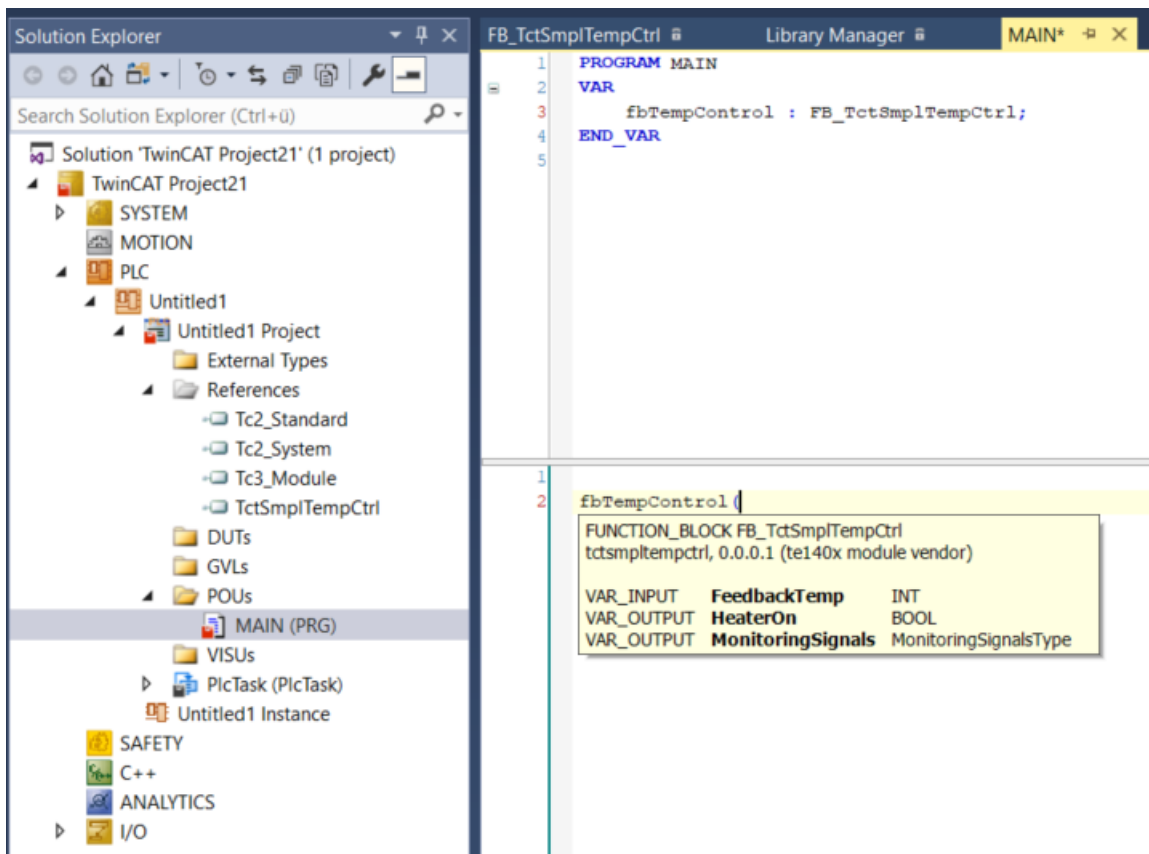 Solution Explorer
Search Solution Explorer (Ctrl+ü)
Solution 'TwinCAT Project21' (1 project)
TwinCAT Project21
SYSTEM
MOTION
PLC
Untitled1
Untitled1 Project
External Types
References
Tc2_Standard
Tc2_System
Tc3_Module
TctSmplTempCtrl
DUTs
GVLs
POUs
MAIN (PRG)
VISUs
PlcTask (PlcTask)
Untitled1 Instance
SAFETY
C++
ANALYTICS
I/O
FB_TctSmplTempCtrl Library Manager MAIN*
1 PROGRAM MAIN
2 VAR
3 fbTempControl : FB_TctSmplTempCtrl;
4 END_VAR
5
1
2 fbTempControl(
FUNCTION_BLOCK FB_TctSmplTempCtrl
tctsmpltempctrl, 0.0.0.1 (te140x module vendor)
VAR_INPUT FeedbackTemp INT
VAR_OUTPUT HeaterOn BOOL
VAR_OUTPUT MonitoringSignals MonitoringSignalsType